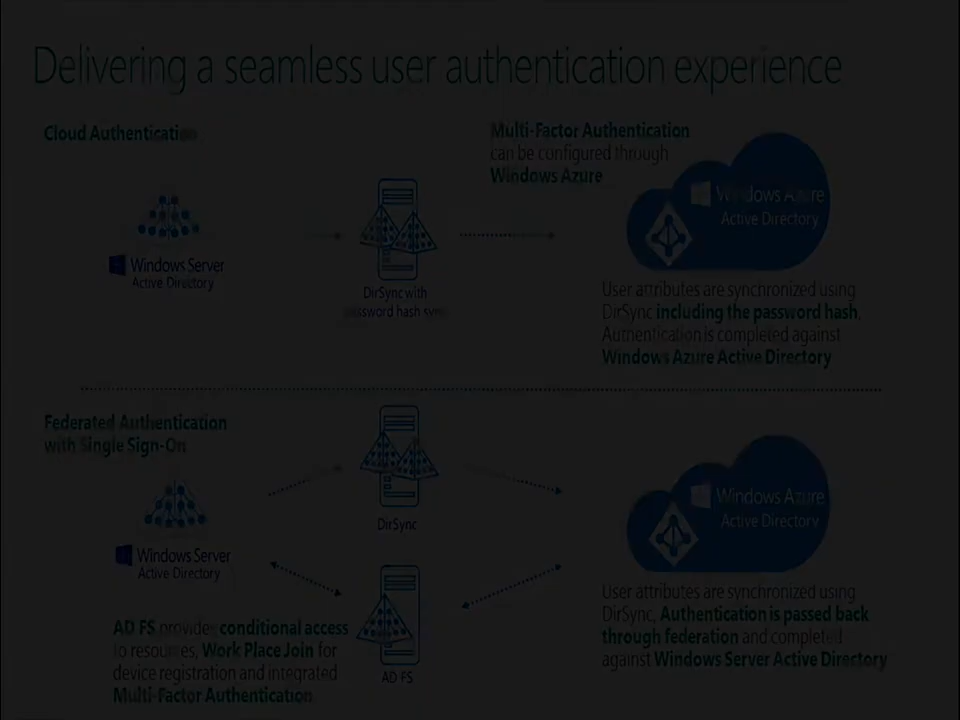 Delivering a seamless user authentication experience
Cloud Authentication
Multi-Factor Authentication
can be configured through
Windows Azure
Windows Server
Active Directory
DirSync with
password hash sync
Windows Azure
Active Directory
User attributes are synchronized using
DirSync including the password hash,
Authentication is completed against
Windows Azure Active Directory
Federated Authentication
with Single Sign-On
Windows Server
Active Directory
DirSync
AD FS
Windows Azure
Active Directory
AD FS provides conditional access
to resources, Work Place Join for
device registration and integrated
Multi-Factor Authentication
User attributes are synchronized using
DirSync, Authentication is passed back
through federation and completed
against Windows Server Active Directory